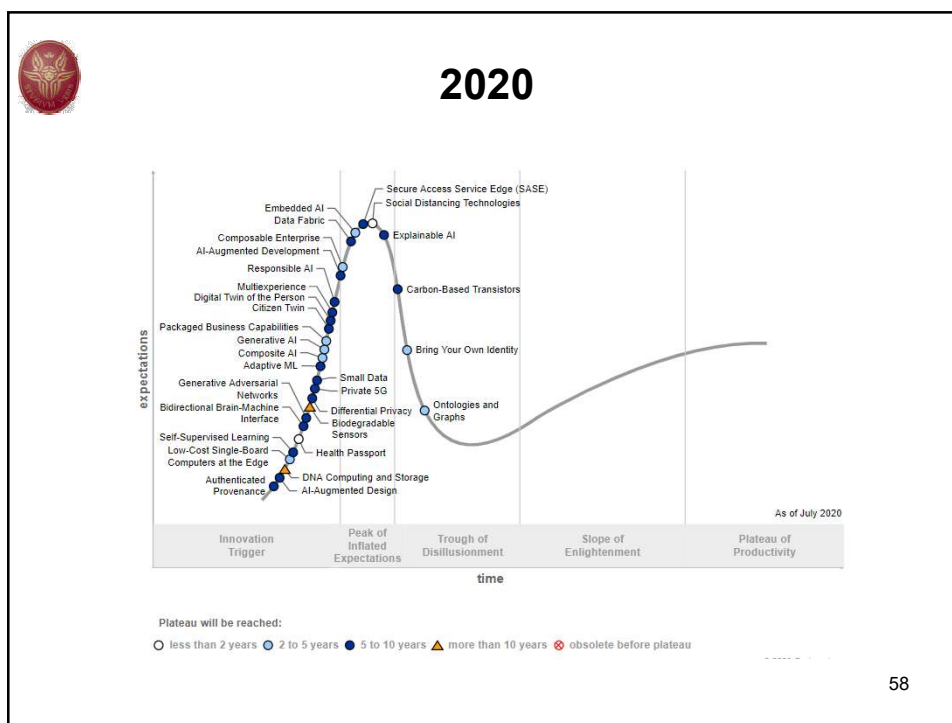 2020
Secure Access Service Edge (SASE)
Embedded AI
Social Distancing Technologies
Data Fabric
Explainable AI
Composable Enterprise
AI-Augmented Development
Responsible AI
Multiexperience
Carbon-Based Transistors
Digital Twin of the Person
Citizen Twin
Packaged Business Capabilities
Generative AI
Bring Your Own Identity
Composite AI
Adaptive ML
Small Data
Generative Adversarial
Networks
Private 5G
Bidirectional Brain-Machine
Interface
Differential Privacy
Biodegradable
Sensors
Ontologies and
Graphs
Self-Supervised Learning
Health Passport
Low-Cost Single-Board
Computers at the Edge
DNA Computing and Storage
Authenticated
Provenance
AI-Augmented Design
expectations
As of July 2020
Innovation
Trigger
Peak of
Inflated
Expectations
Trough of
Disillusionment
Slope of
Enlightenment
Plateau of
Productivity
time
Plateau will be reached:
less than 2 years 2 to 5 years 5 to 10 years more than 10 years obsolete before plateau
58